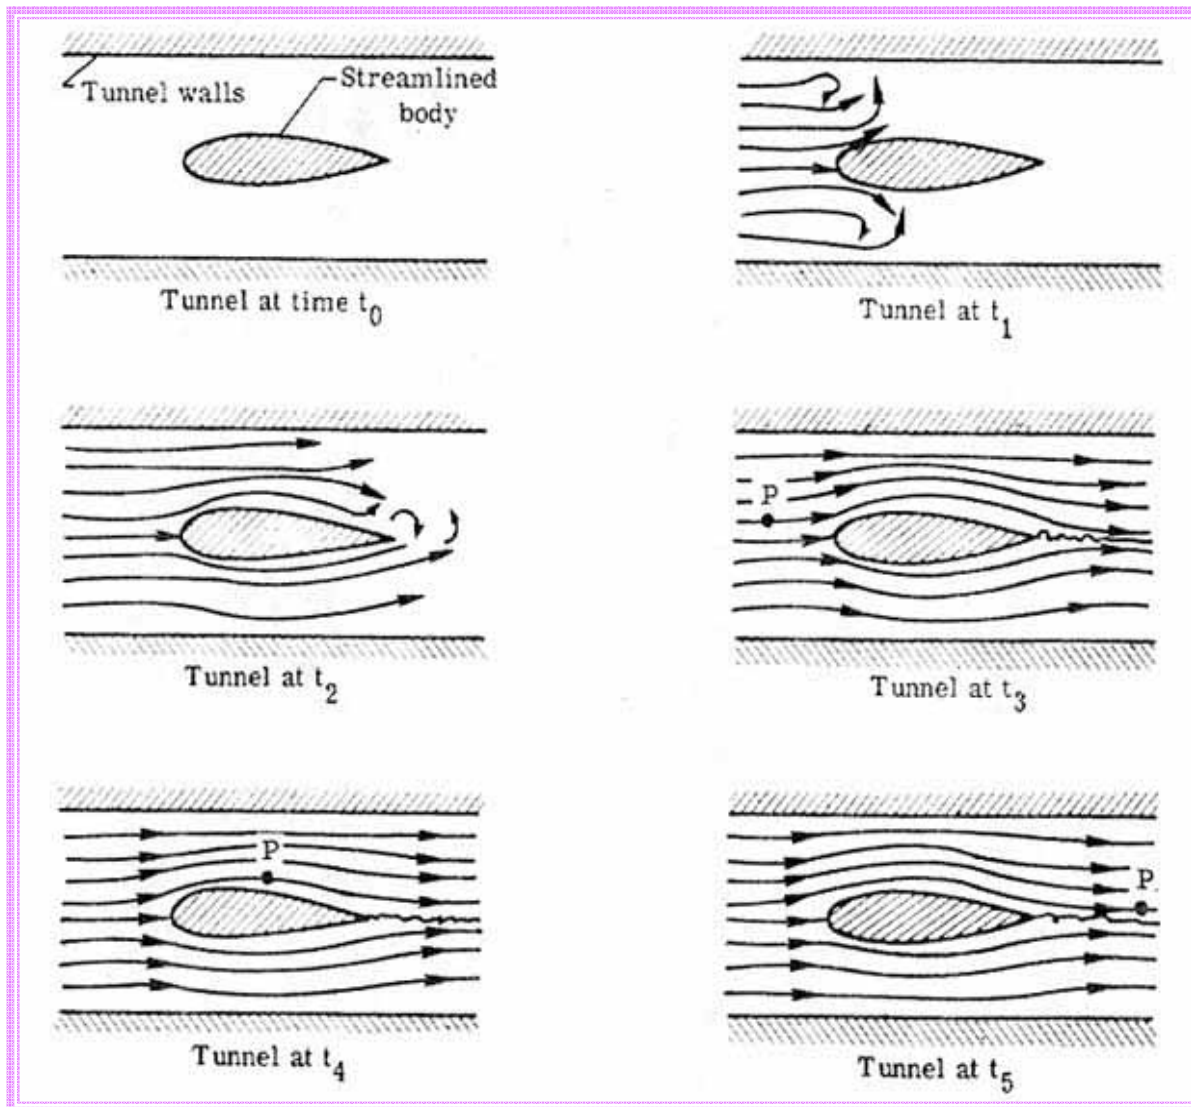 Tunnel walls
Streamlined
body
Tunnel at time t₀
Tunnel at t₁
Tunnel at t₂
P
Tunnel at t₃
P
Tunnel at t₄
P
Tunnel at t₅